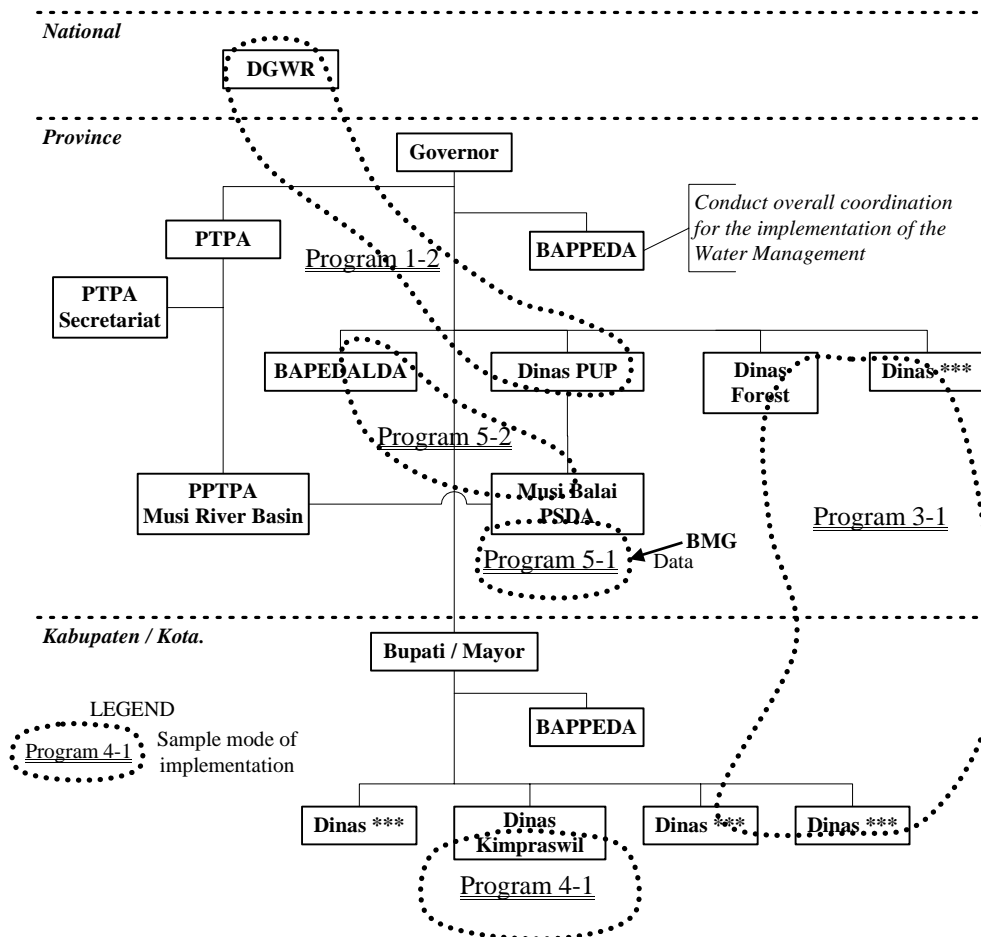 National
DGWR
Province
Governor
Conduct overall coordination
for the implementation of the
Water Management
PTPA
BAPPEDA
Program 1-2
PTPA
Secretariat
BAPEDALDA
Dinas PUP
Dinas
Forest
Dinas ***
Program 5-2
PPTPA
Musi River Basin
Musi Balai
PSDA
Program 3-1
Program 5-1
BMG
Data
Kabupaten / Kota.
Bupati / Mayor
LEGEND
Program 4-1
Sample mode of
implementation
BAPPEDA
Dinas ***
Dinas
Kimpraswil
Dinas ***
Dinas ***
Program 4-1